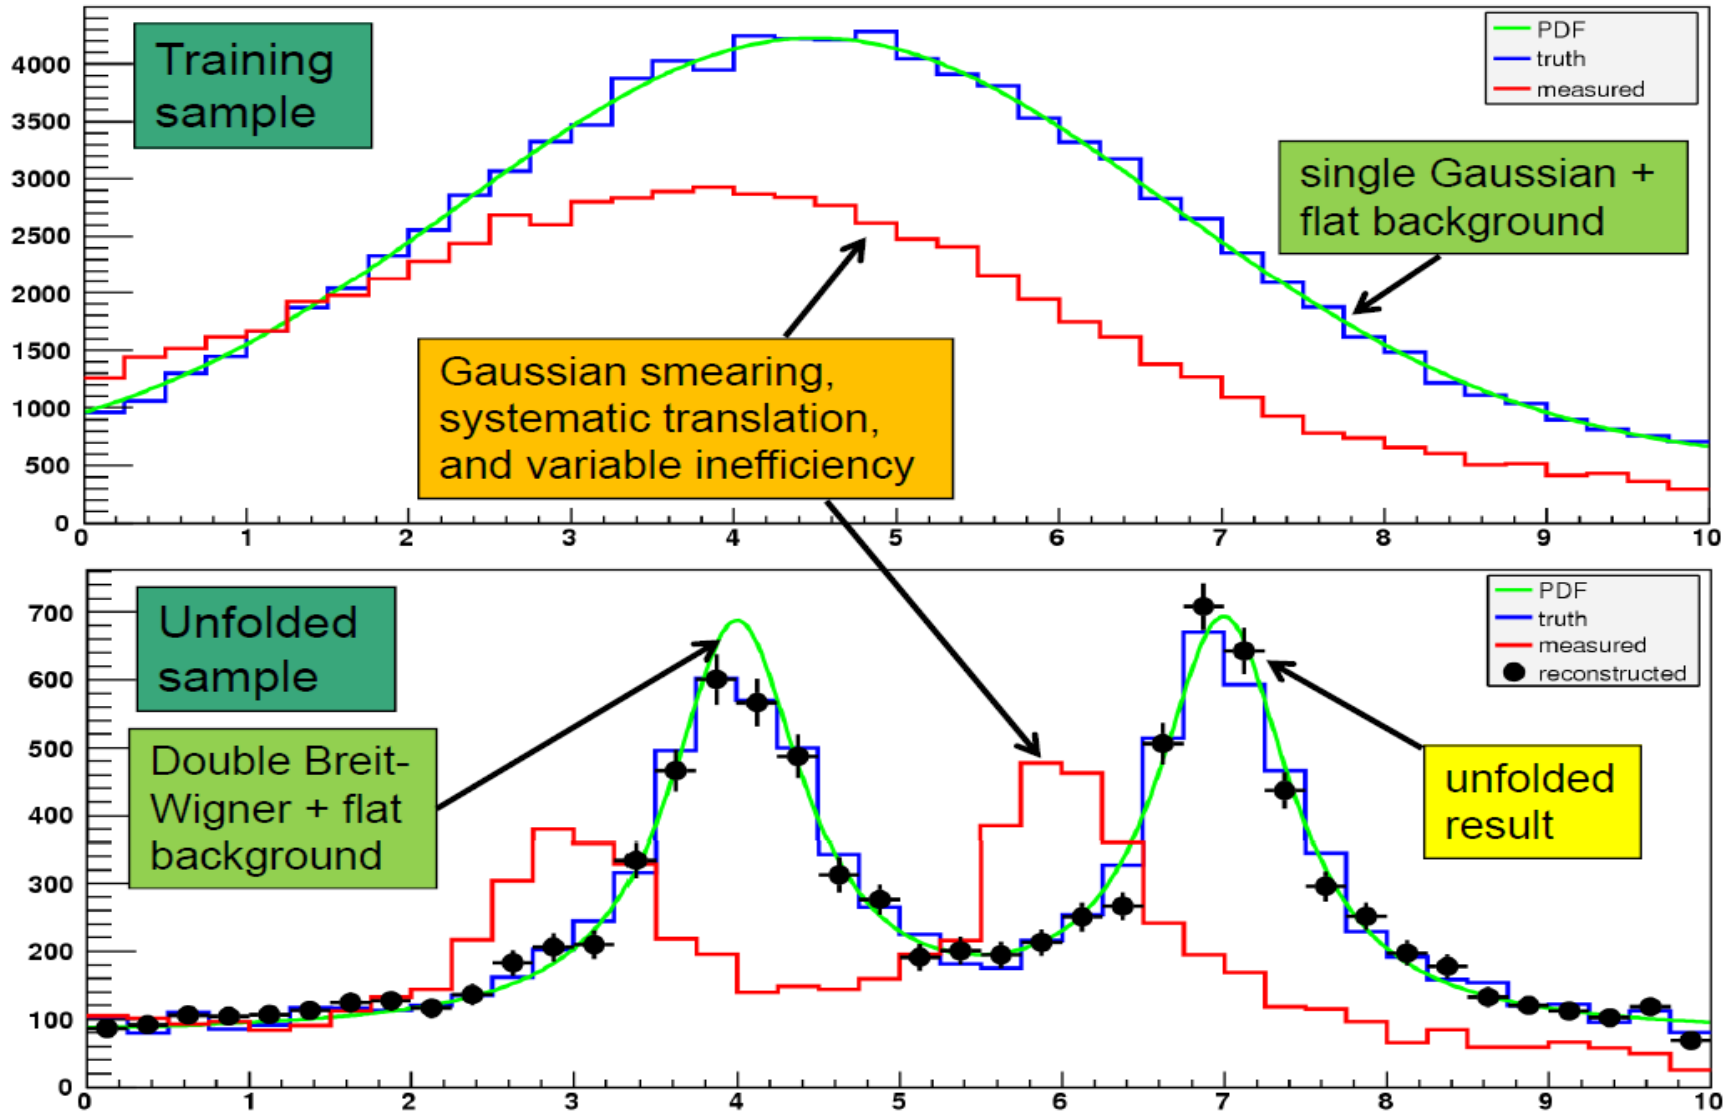 Training
sample
PDF
truth
measured
single Gaussian +
flat background
Gaussian smearing,
systematic translation,
and variable inefficiency
4000
3500
3000
2500
2000
1500
1000
500
0
0 1 2 3 4 5 6 7 8 9 10
Unfolded
sample
PDF
truth
measured
reconstructed
Double Breit-
Wigner + flat
background
unfolded
result
700
600
500
400
300
200
100
0
0 1 2 3 4 5 6 7 8 9 10